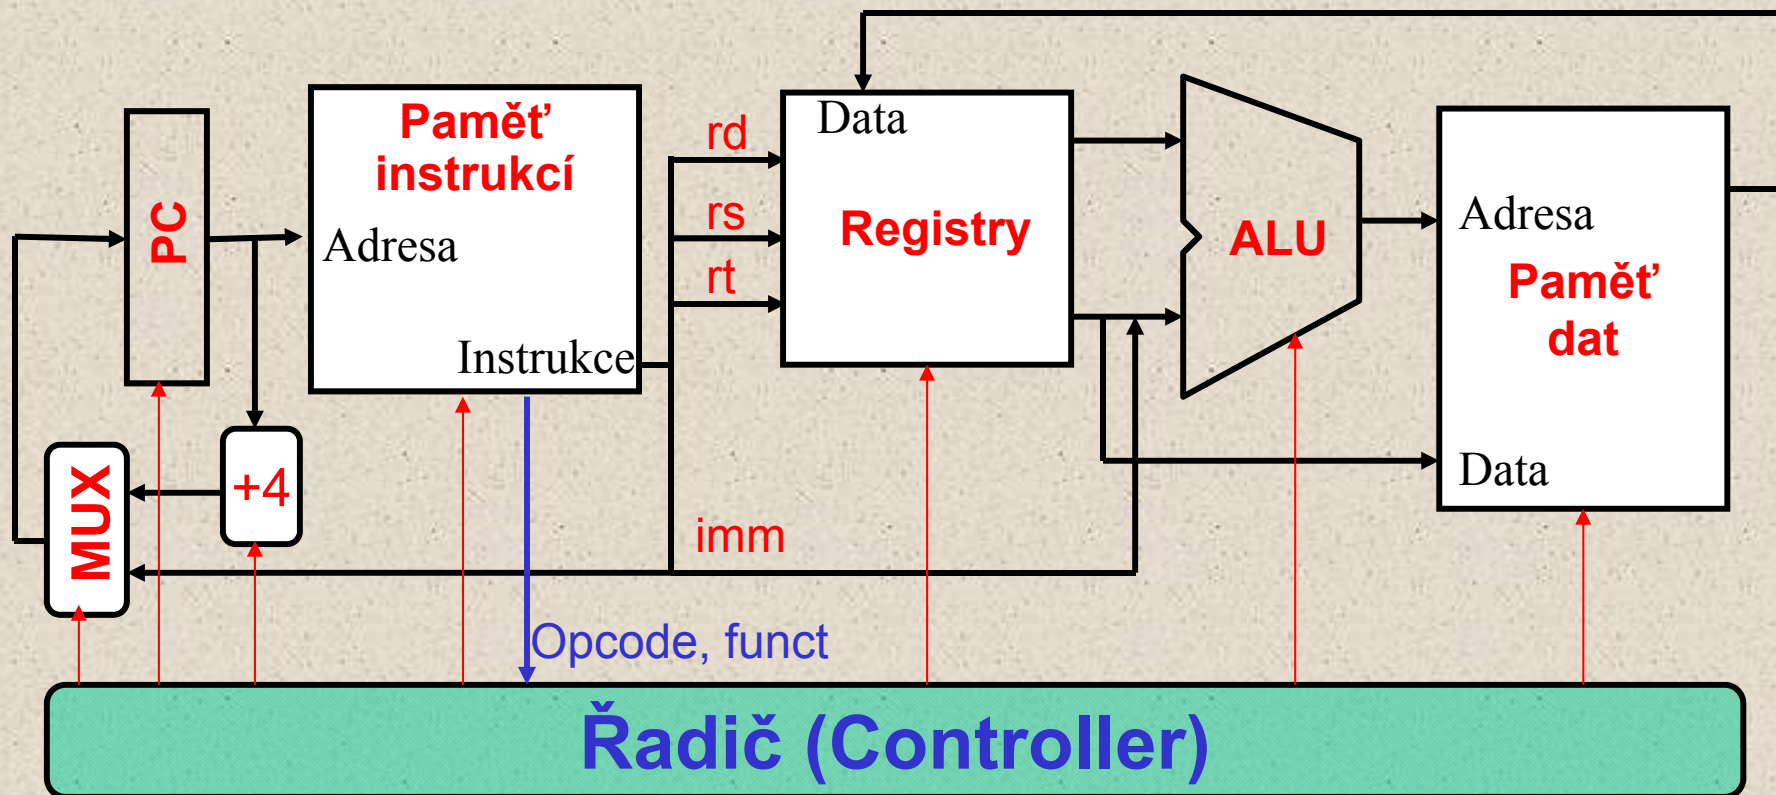 PC
MUX
+4
Paměť
instrukcí
Adresa
Instrukce
rd
rs
rt
imm
Data
Registry
ALU
Adresa
Paměť
dat
Data
Opcode, funct
Řadič (Controller)